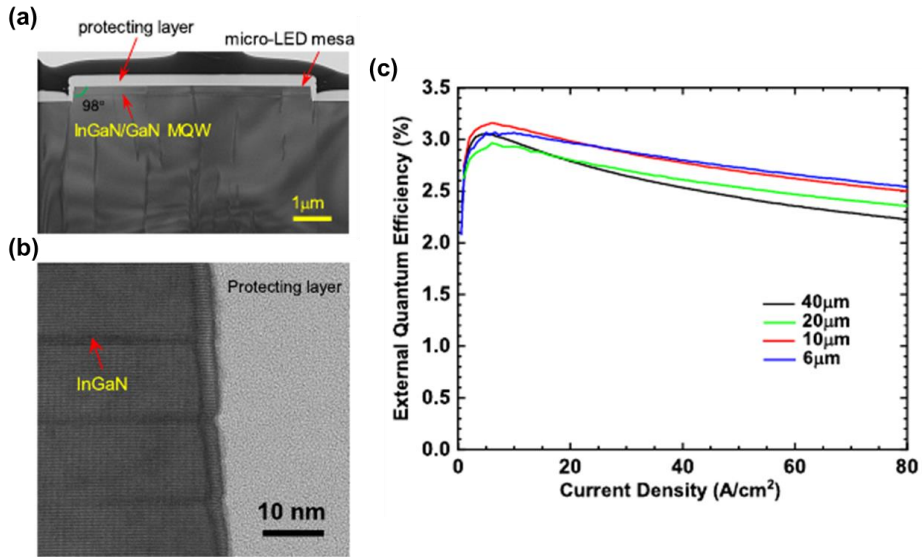 (a)
protecting layer
micro-LED mesa
98°
InGaN/GaN MQW
1μm
(b)
Protecting layer
InGaN
10 nm
(c)
External Quantum Efficiency (%)
3.5
3.0
2.5
2.0
1.5
1.0
0.5
0.0
40μm
20μm
10μm
6μm
0 20 40 60 80
Current Density (A/cm²)